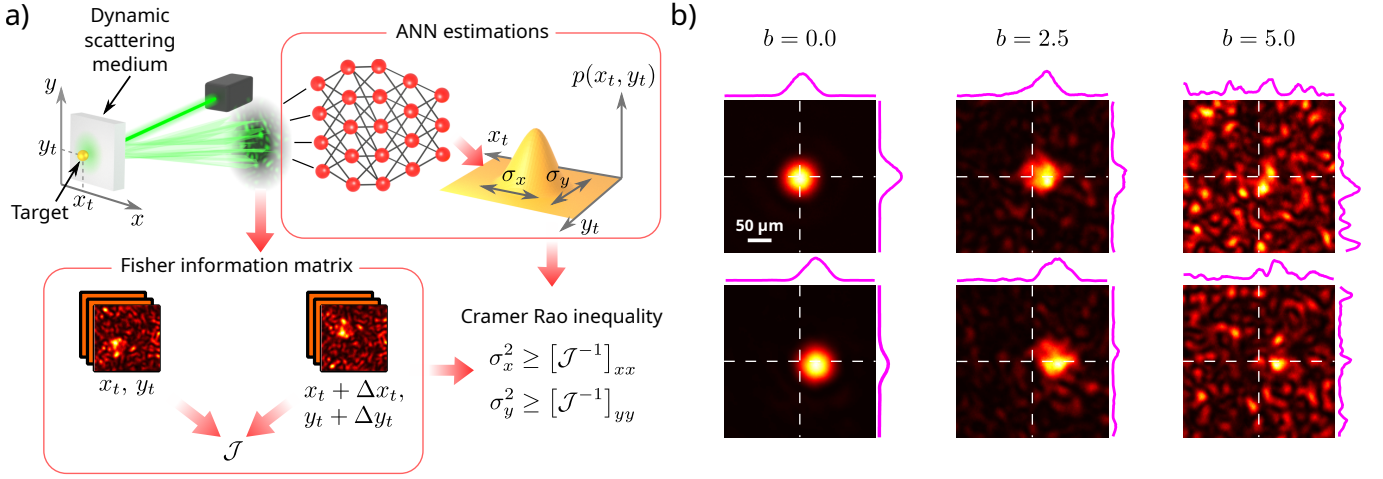 a)
Dynamic
scattering
medium
y
y_t
x_t
x
Target
ANN estimations
p(x_t, y_t)
x_t
σ_x
σ_y
y_t
Fisher information matrix
x_t, y_t
x_t + Δx_t,
y_t + Δy_t
𝒥
Cramer Rao inequality
σ_x^2 ≥ [𝒥^{-1}]_{xx}
σ_y^2 ≥ [𝒥^{-1}]_{yy}
b)
b = 0.0
b = 2.5
b = 5.0
50 µm